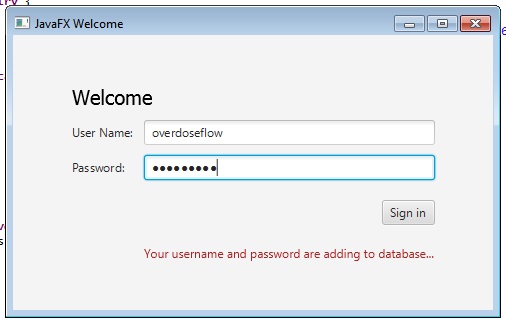 JavaFX Welcome
Welcome
User Name: overdoseflow
Password: •••••••••
Sign in
Your username and password are adding to database...